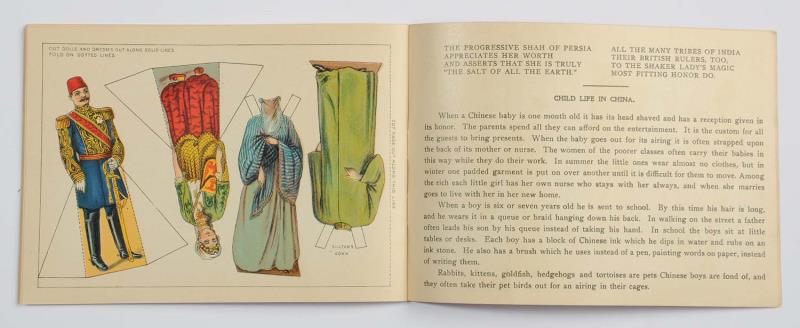 CUT DOLLS AND DRESSES OUT ALONG SOLID LINES.
FOLD ON DOTTED LINES.
CUT PAGE OUT ALONG THIS LINE
SULTAN'S
GOWN
THE PROGRESSIVE SHAH OF PERSIA
APPRECIATES HER WORTH
AND ASSERTS THAT SHE IS TRULY
"THE SALT OF ALL THE EARTH."
ALL THE MANY TRIBES OF INDIA
THEIR BRITISH RULERS, TOO,
TO THE SHAKER LADY'S MAGIC
MOST FITTING HONOR DO.
CHILD LIFE IN CHINA.
When a Chinese baby is one month old it has its head shaved and has a reception given in
its honor. The parents spend all they can afford on the entertainment. It is the custom for all
the guests to bring presents. When the baby goes out for its airing it is often strapped upon
the back of its mother or nurse. The women of the poorer classes often carry their babies in
this way while they do their work. In summer the little ones wear almost no clothes, but in
winter one padded garment is put on over another until it is difficult for them to move. Among
the rich each little girl has her own nurse who stays with her always, and when she marries
goes to live with her in her new home.
When a boy is six or seven years old he is sent to school. By this time his hair is long,
and he wears it in a queue or braid hanging down his back. In walking on the street a father
often leads his son by his queue instead of taking his hand. In school the boys sit at little
tables or desks. Each boy has a block of Chinese ink which he dips in water and rubs on an
ink stone. He also has a brush which he uses instead of a pen, painting words on paper, instead
of writing them.
Rabbits, kittens, goldfish, hedgehogs and tortoises are pets Chinese boys are fond of, and
they often take their pet birds out for an airing in their cages.